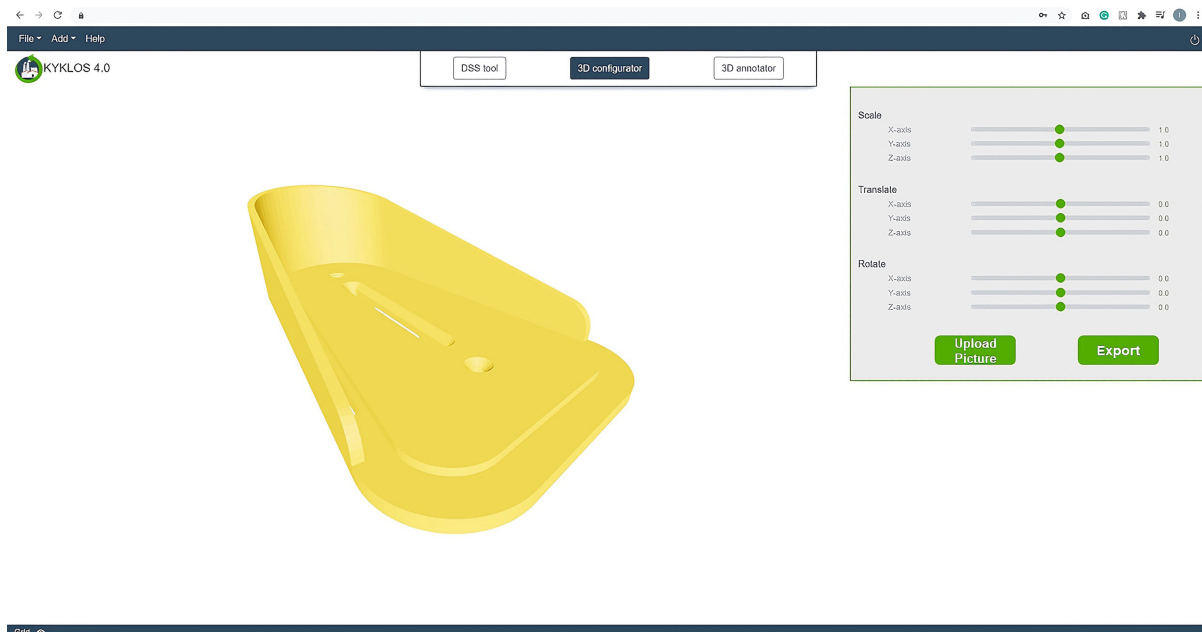 File Add Help
KYKLOS 4.0
DSS tool 3D configurator 3D annotator
Scale
X-axis 1.0
Y-axis 1.0
Z-axis 1.0
Translate
X-axis 0.0
Y-axis 0.0
Z-axis 0.0
Rotate
X-axis 0.0
Y-axis 0.0
Z-axis 0.0
Upload
Picture
Export
Grid